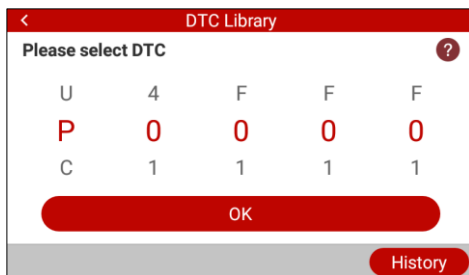 < DTC Library
Please select DTC ?
U 4 F F F
P 0 0 0 0
C 1 1 1 1
OK
History